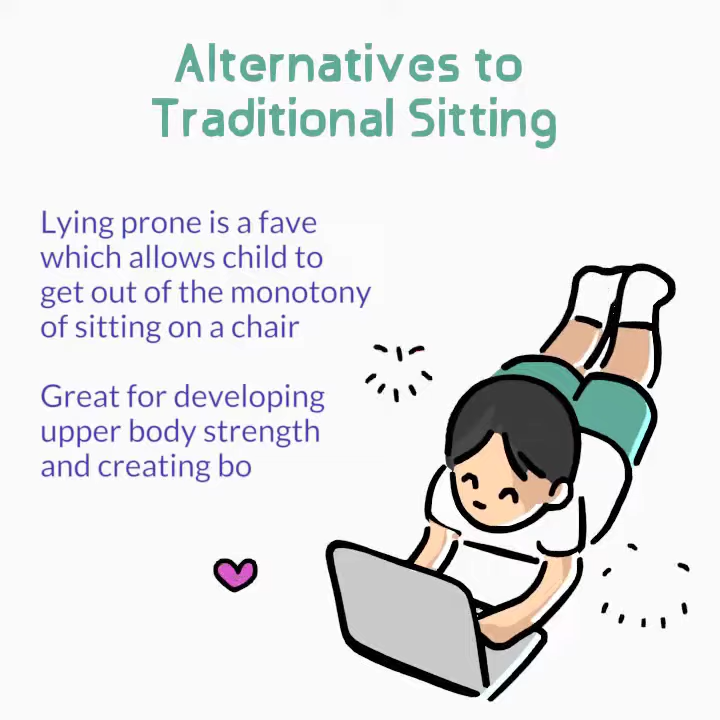 Alternatives to
Traditional Sitting
Lying prone is a fave
which allows child to
get out of the monotony
of sitting on a chair
Great for developing
upper body strength
and creating bo